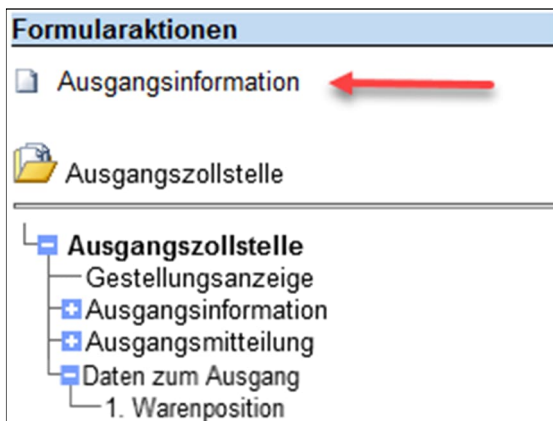 Formularaktionen
Ausgangsinformation
Ausgangszollstelle
Ausgangszollstelle
Gestellungsanzeige
Ausgangsinformation
Ausgangsmitteilung
Daten zum Ausgang
1. Warenposition